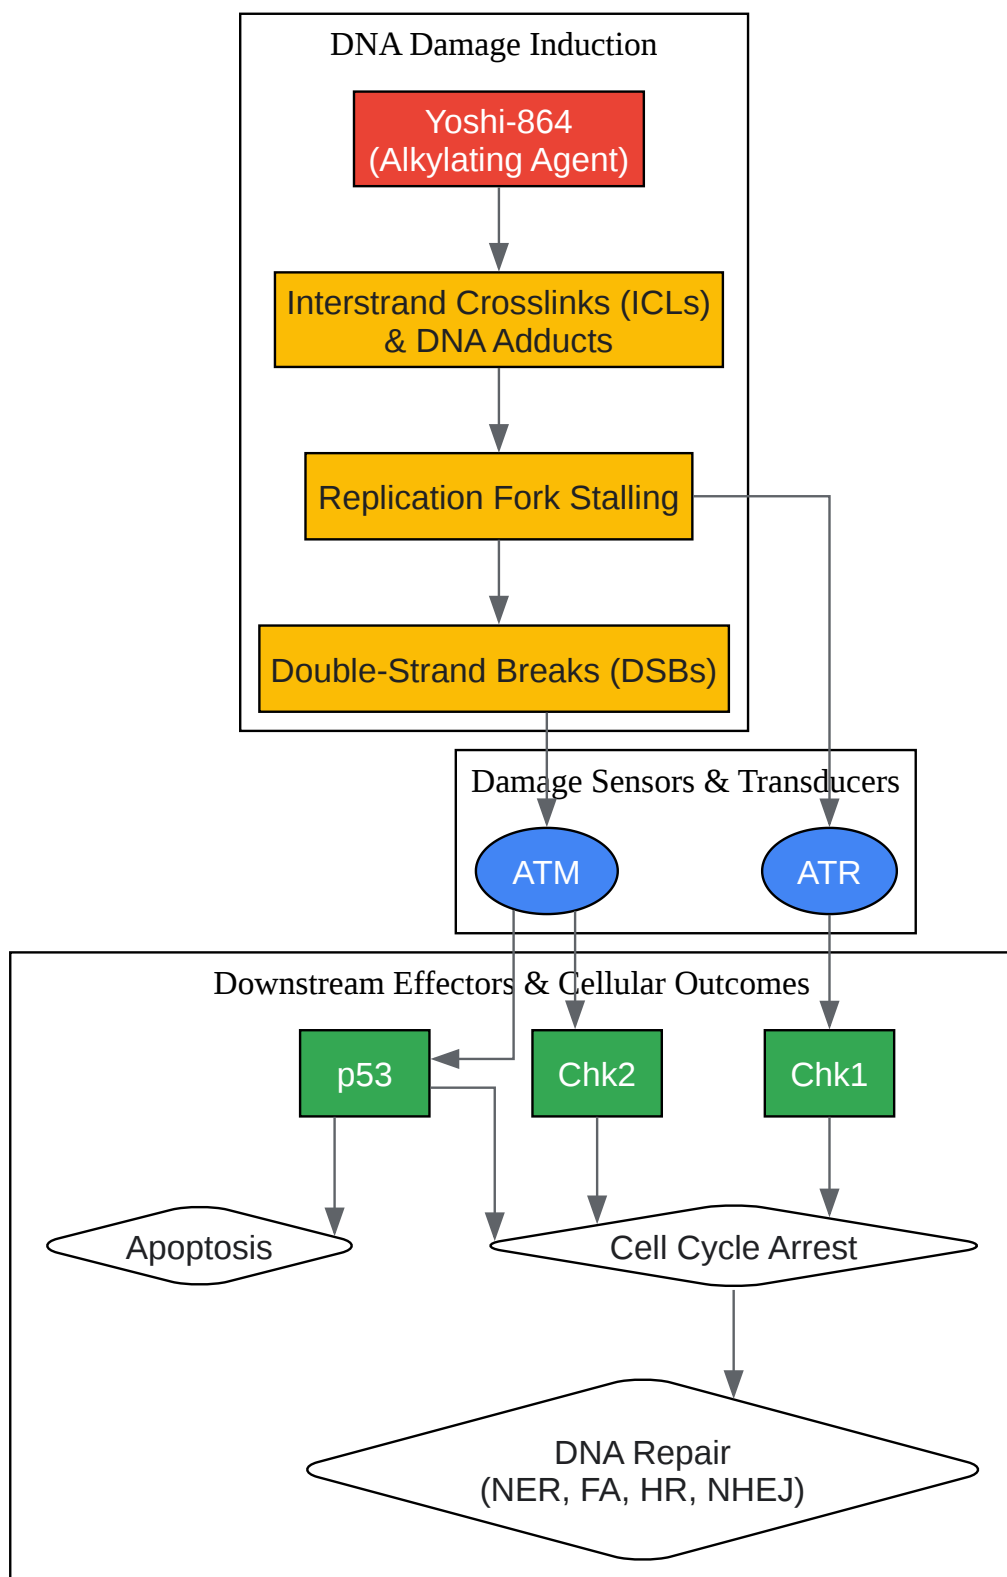 DNA Damage Induction
Yoshi-864
(Alkylating Agent)
Interstrand Crosslinks (ICLs)
& DNA Adducts
Replication Fork Stalling
Double-Strand Breaks (DSBs)
Damage Sensors & Transducers
ATM
ATR
Downstream Effectors & Cellular Outcomes
p53
Chk2
Chk1
Apoptosis
Cell Cycle Arrest
DNA Repair
(NER, FA, HR, NHEJ)